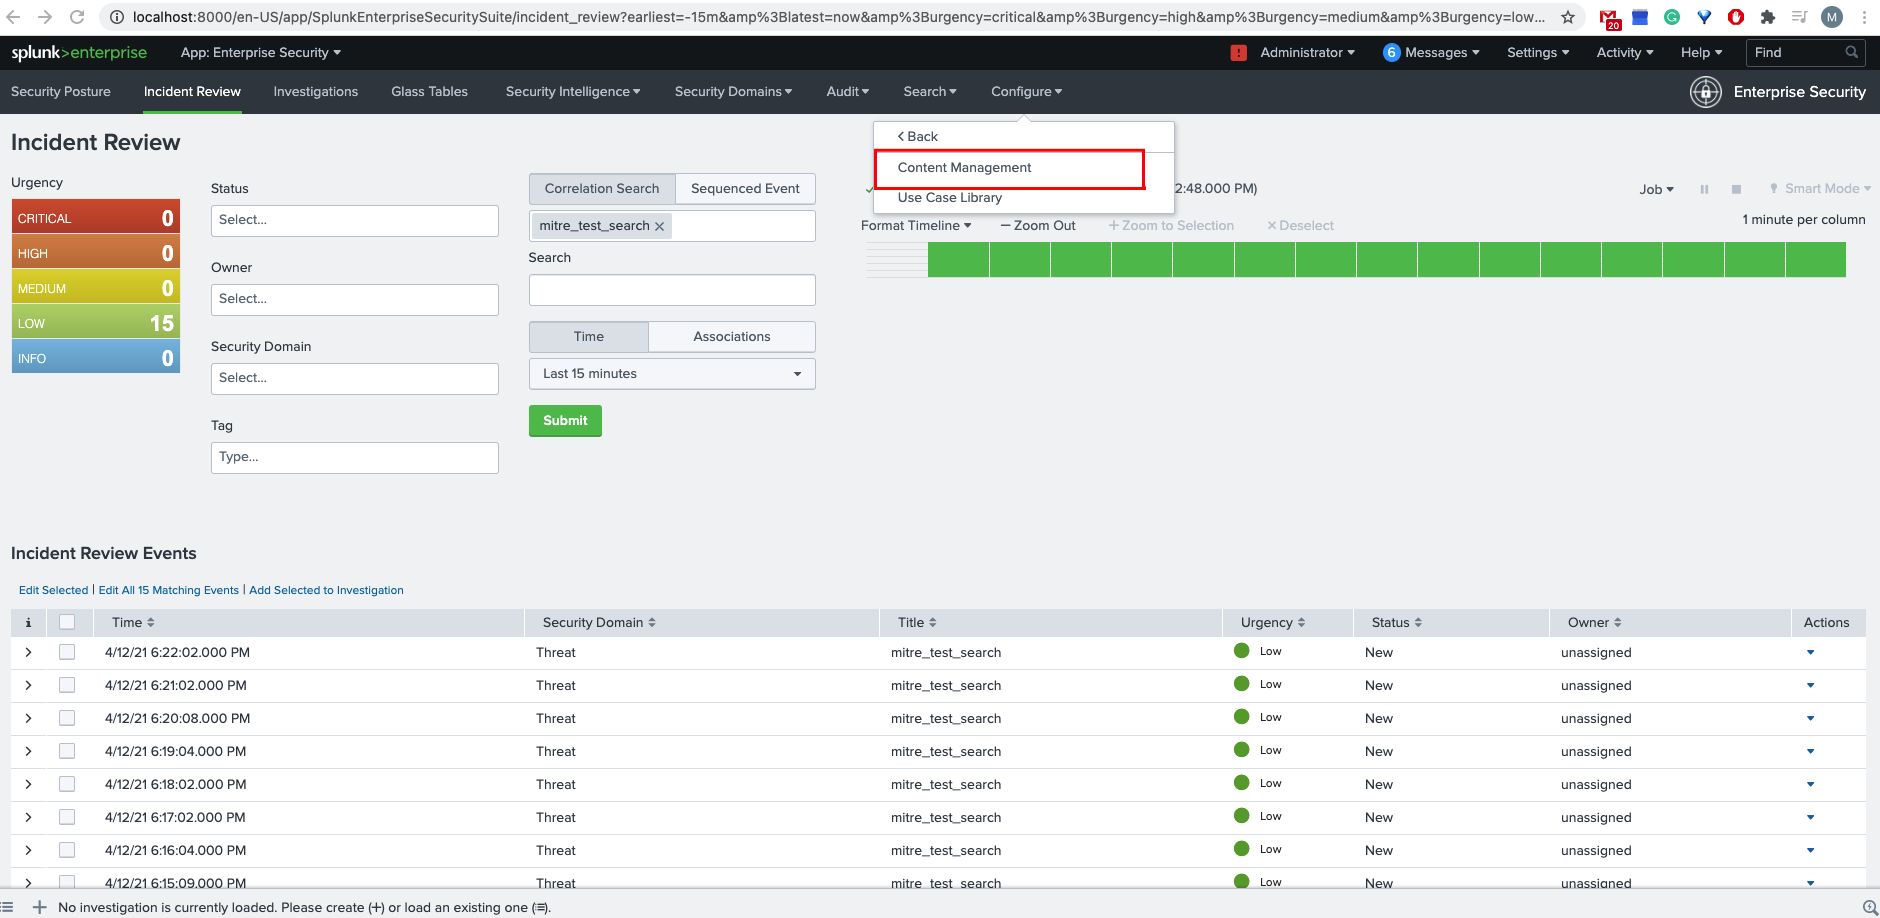 localhost:8000/en-US/app/SplunkEnterpriseSecuritySuite/incident_review?earliest=-15m&amp%3Blatest=now&amp%3Burgency=critical&amp%3Burgency=high&amp%3Burgency=medium&amp%3Burgency=low...
20
M
splunk>enterprise App: Enterprise Security
! Administrator 6 Messages Settings Activity Help Find
Security Posture Incident Review Investigations Glass Tables Security Intelligence Security Domains Audit Search Configure Enterprise Security
Incident Review
Back
Content Management
Use Case Library
Urgency
CRITICAL 0
HIGH 0
MEDIUM 0
LOW 15
INFO 0
Status
Select...
Owner
Select...
Security Domain
Select...
Tag
Type...
Correlation Search Sequenced Event
mitre_test_search ×
Search
Time Associations
Last 15 minutes
Submit
2:48.000 PM)
Job Smart Mode
Format Timeline — Zoom Out + Zoom to Selection × Deselect
1 minute per column
Incident Review Events
Edit Selected | Edit All 15 Matching Events | Add Selected to Investigation
i Time Security Domain Title Urgency Status Owner Actions
4/12/21 6:22:02.000 PM Threat mitre_test_search Low New unassigned
4/12/21 6:21:02.000 PM Threat mitre_test_search Low New unassigned
4/12/21 6:20:08.000 PM Threat mitre_test_search Low New unassigned
4/12/21 6:19:04.000 PM Threat mitre_test_search Low New unassigned
4/12/21 6:18:02.000 PM Threat mitre_test_search Low New unassigned
4/12/21 6:17:02.000 PM Threat mitre_test_search Low New unassigned
4/12/21 6:16:04.000 PM Threat mitre_test_search Low New unassigned
4/12/21 6:15:09.000 PM Threat mitre_test_search Low New unassigned
No investigation is currently loaded. Please create (+) or load an existing one (≡).